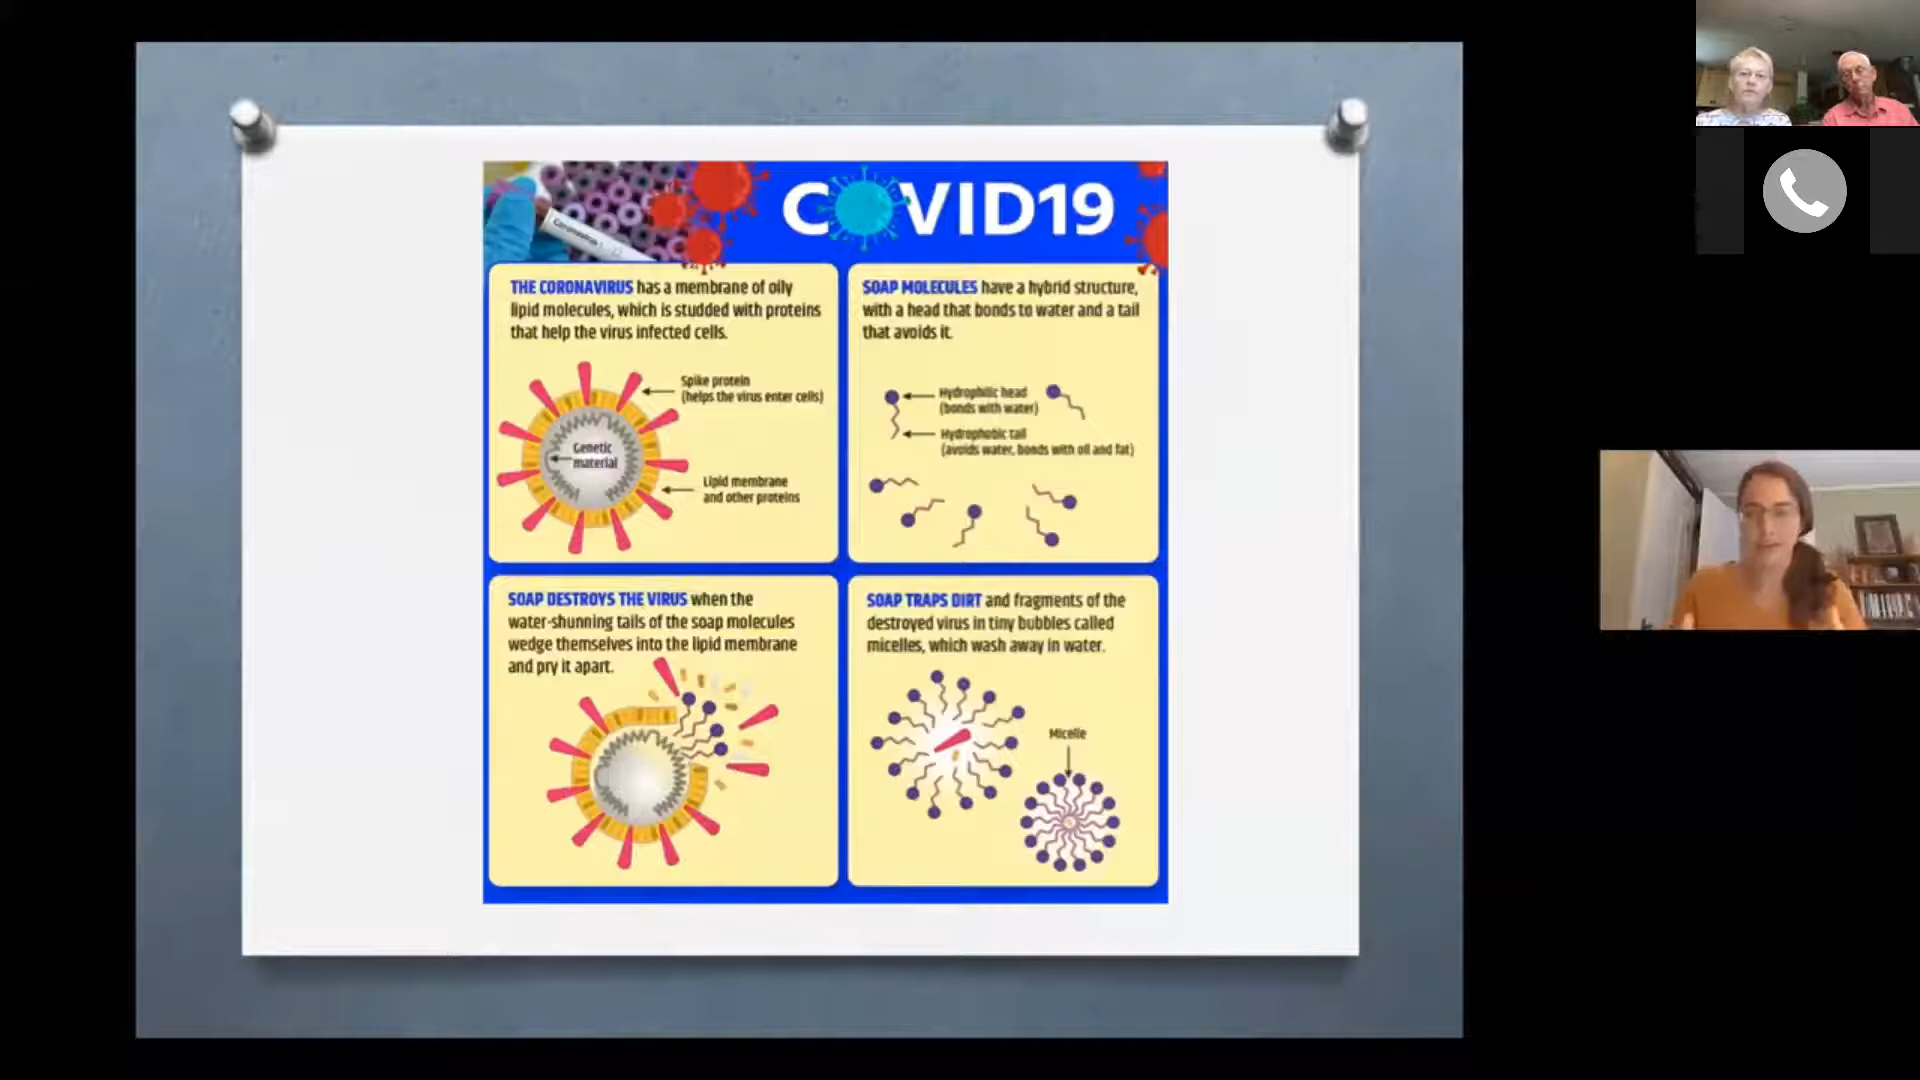 COVID19
Coronavirus
THE CORONAVIRUS has a membrane of oily
lipid molecules, which is studded with proteins
that help the virus infected cells.
Spike protein
(helps the virus enter cells)
Genetic
material
Lipid membrane
and other proteins
SOAP MOLECULES have a hybrid structure,
with a head that bonds to water and a tail
that avoids it.
Hydrophilic head
(bonds with water)
Hydrophobic tail
(avoids water, bonds with oil and fat)
SOAP DESTROYS THE VIRUS when the
water-shunning tails of the soap molecules
wedge themselves into the lipid membrane
and pry it apart.
SOAP TRAPS DIRT and fragments of the
destroyed virus in tiny bubbles called
micelles, which wash away in water.
Micelle